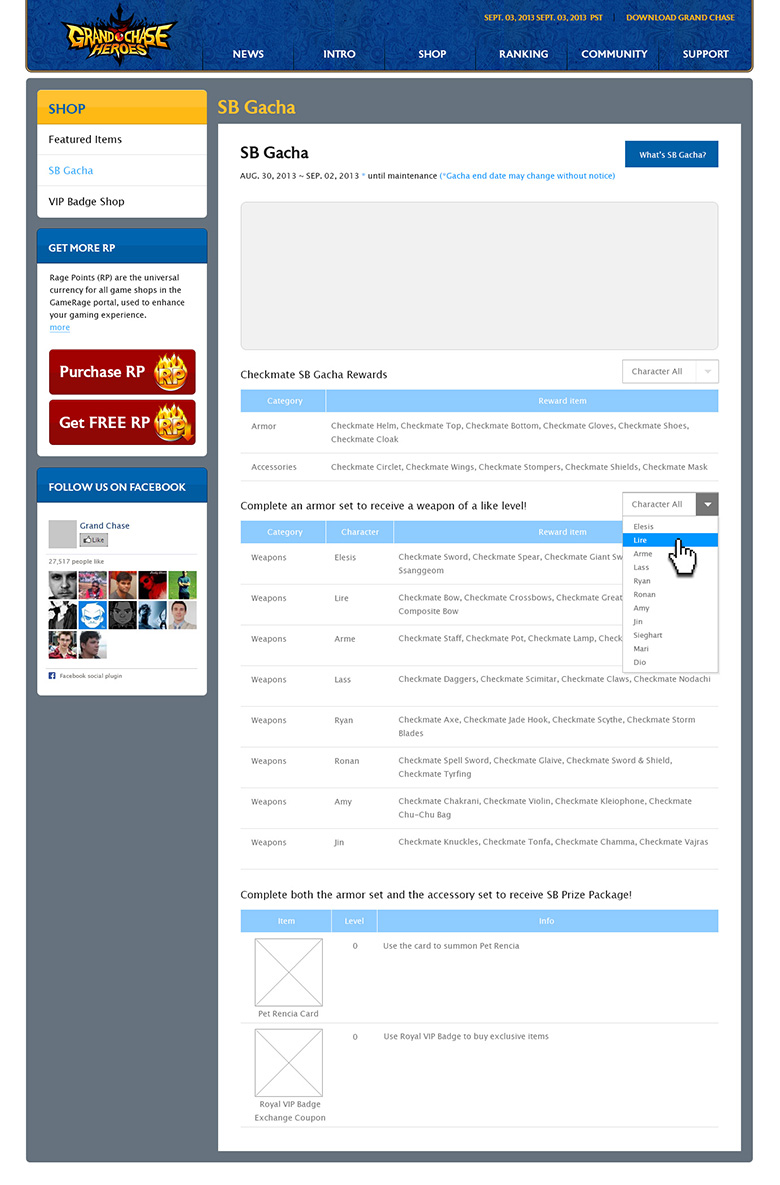 GRAND CHASE
HEROES
SEPT. 03, 2013 SEPT. 03, 2013 PST
DOWNLOAD GRAND CHASE
NEWS
INTRO
SHOP
RANKING
COMMUNITY
SUPPORT
SHOP
Featured Items
SB Gacha
VIP Badge Shop
GET MORE RP
Rage Points (RP) are the universal
currency for all game shops in the
GameRage portal, used to enhance
your gaming experience.
more
Purchase RP
RP
Get FREE RP
RP
FOLLOW US ON FACEBOOK
Grand Chase
Like
27,517 people like
Facebook social plugin
SB Gacha
SB Gacha
What's SB Gacha?
AUG. 30, 2013 ~ SEP. 02, 2013 * until maintenance (*Gacha end date may change without notice)
Checkmate SB Gacha Rewards
Character All
Category
Reward item
Armor
Checkmate Helm, Checkmate Top, Checkmate Bottom, Checkmate Gloves, Checkmate Shoes,
Checkmate Cloak
Accessories
Checkmate Circlet, Checkmate Wings, Checkmate Stompers, Checkmate Shields, Checkmate Mask
Complete an armor set to receive a weapon of a like level!
Character All
Elesis
Lire
Arme
Lass
Ryan
Ronan
Amy
Jin
Sieghart
Mari
Dio
Category
Character
Reward item
Weapons
Elesis
Checkmate Sword, Checkmate Spear, Checkmate Giant Sw
Ssanggeom
Weapons
Lire
Checkmate Bow, Checkmate Crossbows, Checkmate Great
Composite Bow
Weapons
Arme
Checkmate Staff, Checkmate Pot, Checkmate Lamp, Check
Weapons
Lass
Checkmate Daggers, Checkmate Scimitar, Checkmate Claws, Checkmate Nodachi
Weapons
Ryan
Checkmate Axe, Checkmate Jade Hook, Checkmate Scythe, Checkmate Storm
Blades
Weapons
Ronan
Checkmate Spell Sword, Checkmate Glaive, Checkmate Sword & Shield,
Checkmate Tyrfing
Weapons
Amy
Checkmate Chakrani, Checkmate Violin, Checkmate Kleiophone, Checkmate
Chu-Chu Bag
Weapons
Jin
Checkmate Knuckles, Checkmate Tonfa, Checkmate Chamma, Checkmate Vajras
Complete both the armor set and the accessory set to receive SB Prize Package!
Item
Level
Info
Pet Rencia Card
0
Use the card to summon Pet Rencia
Royal VIP Badge
Exchange Coupon
0
Use Royal VIP Badge to buy exclusive items